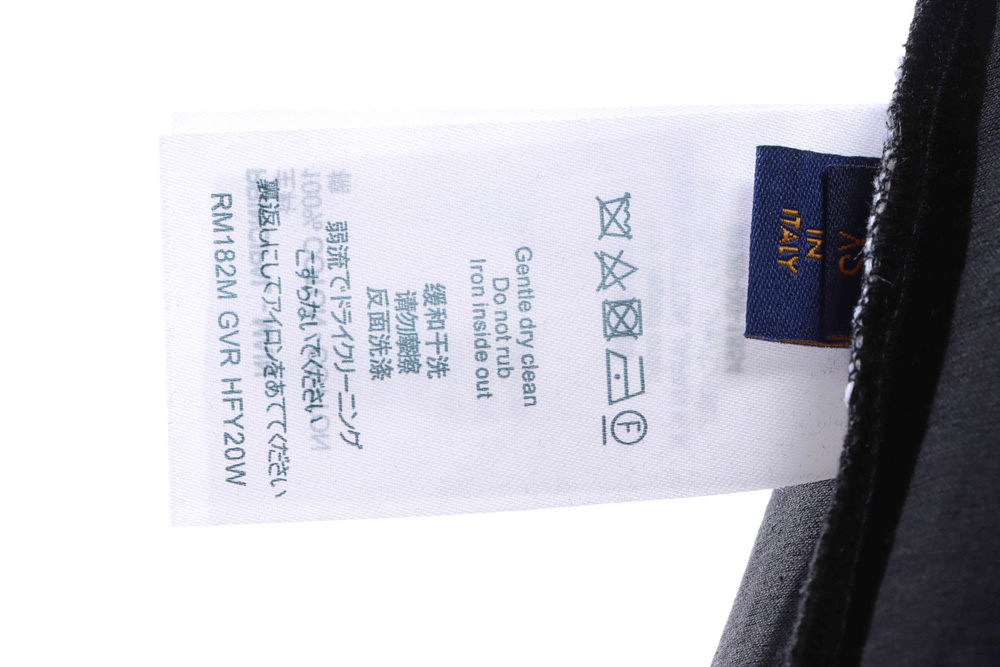 XS
IN
ITALY
F
Gentle dry clean
Do not rub
Iron inside out
缓和干洗
请勿摩擦
反面洗涤
弱流でドライクリーニング
こすらないでください
裏返しにしてアイロンをあててください
RM182M GVR HFY20W